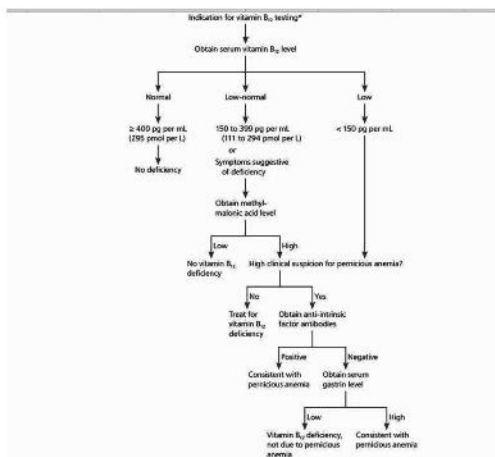 Indication for vitamin B₁₂ testing*
Obtain serum vitamin B₁₂ level
Normal
Low-normal
Low
≥ 400 pg per mL
(295 pmol per L)
150 to 399 pg per mL
(111 to 294 pmol per L)
or
Symptoms suggestive
of deficiency
< 150 pg per mL
No deficiency
Obtain methyl-
malonic acid level
Low
High
No vitamin B₁₂
deficiency
High clinical suspicion for pernicious anemia?
No
Yes
Treat for
vitamin B₁₂
deficiency
Obtain anti-intrinsic
factor antibodies
Positive
Negative
Consistent with
pernicious anemia
Obtain serum
gastrin level
Low
High
Vitamin B₁₂ deficiency,
not due to pernicious
anemia
Consistent with
pernicious anemia